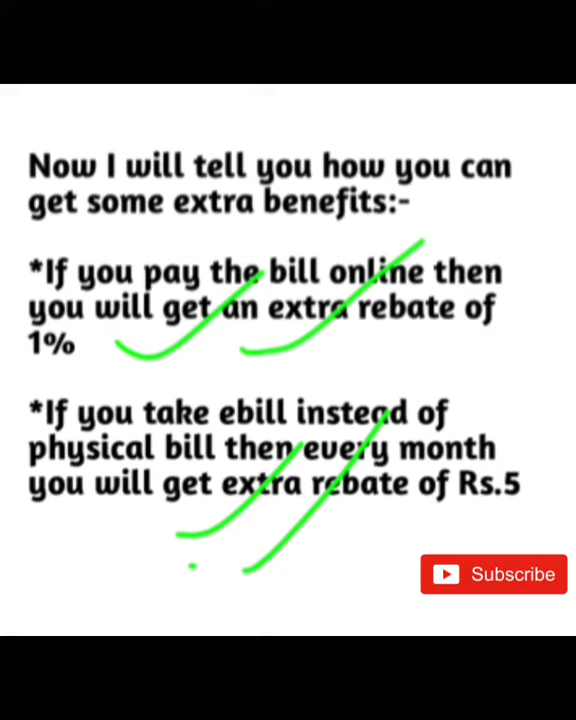 Now I will tell you how you can
get some extra benefits:-
*If you pay the bill online then
you will get an extra rebate of
1%
*If you take ebill instead of
physical bill then every month
you will get extra rebate of Rs.5
Subscribe